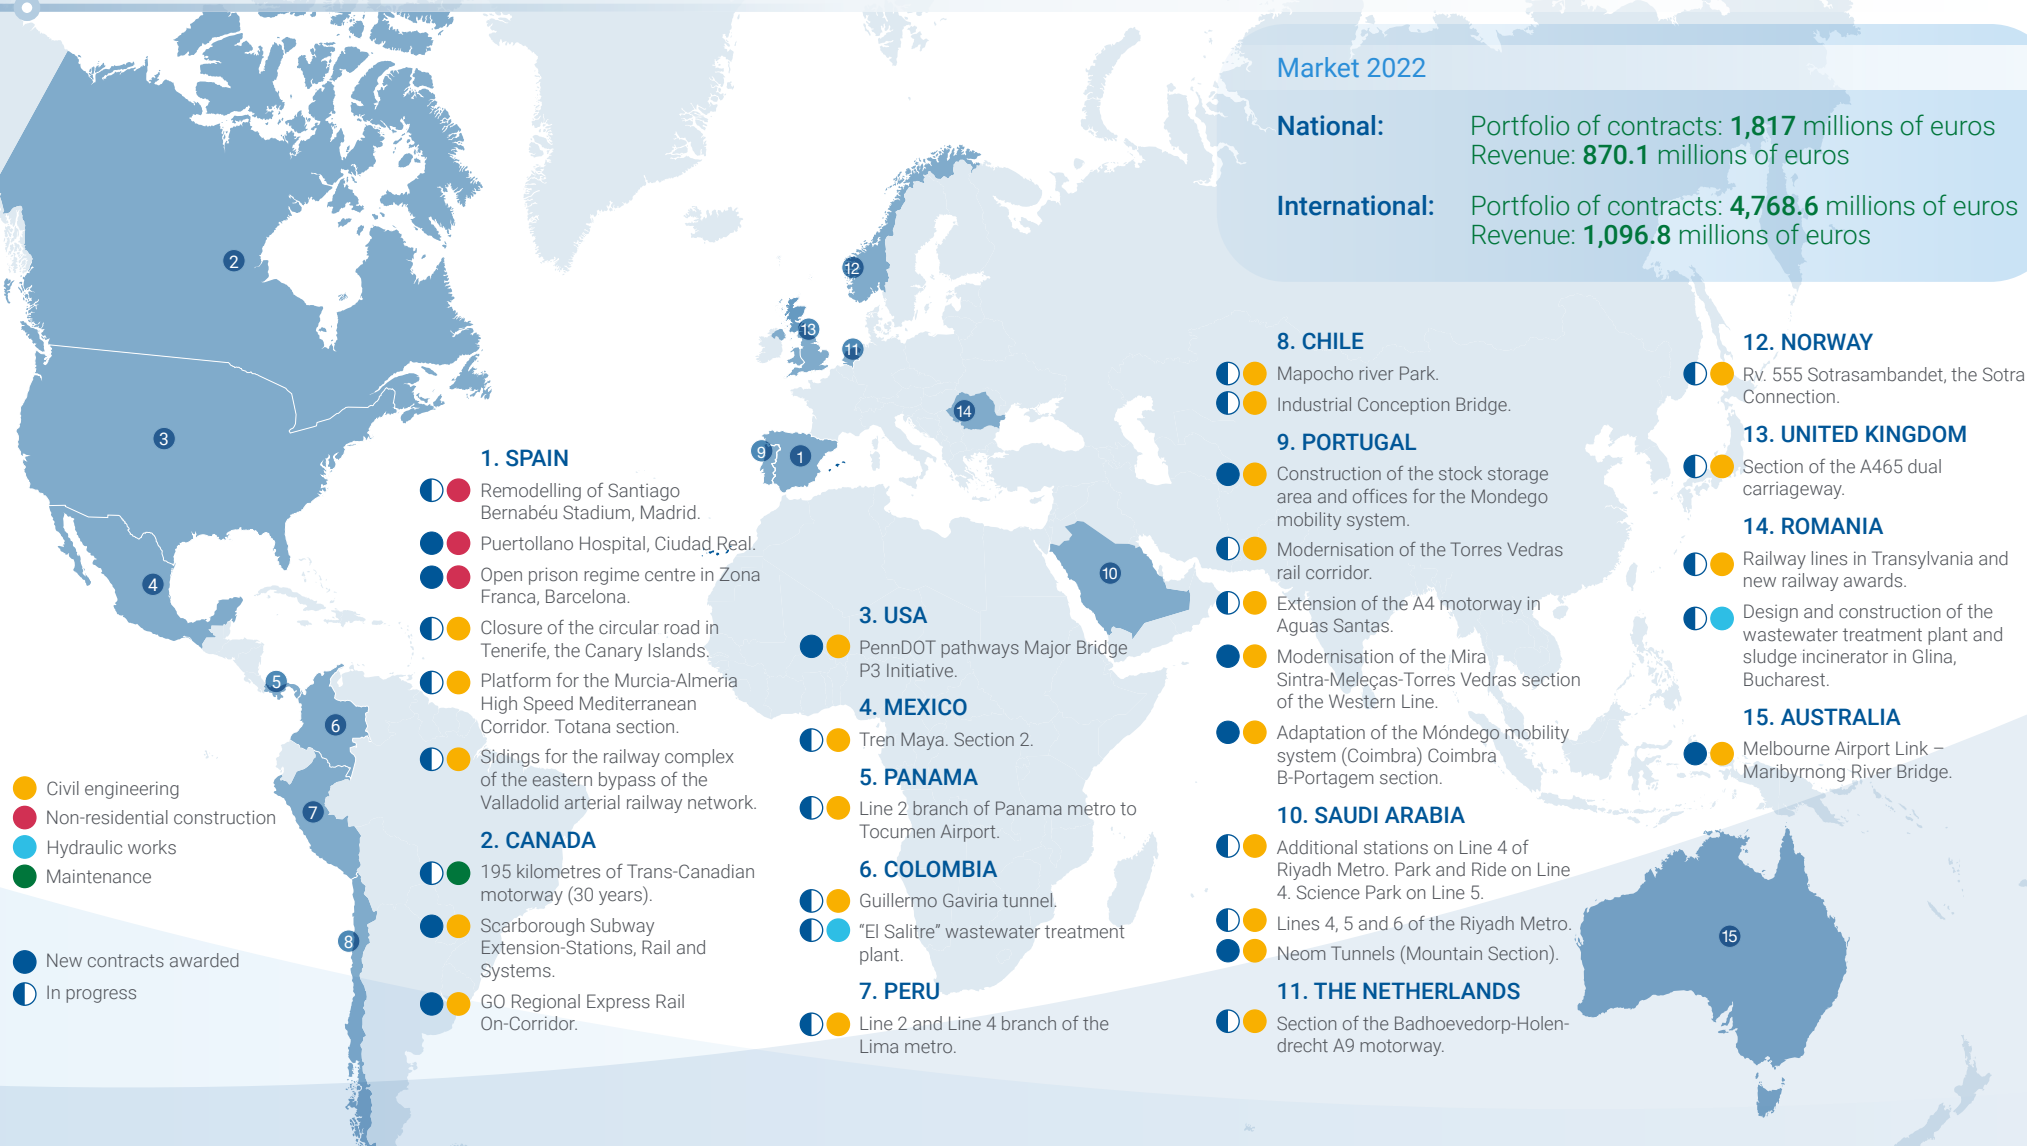 Market 2022
National:
Portfolio of contracts: 1,817 millions of euros
Revenue: 870.1 millions of euros
International:
Portfolio of contracts: 4,768.6 millions of euros
Revenue: 1,096.8 millions of euros
2
3
4
5
6
7
8
9
1
10
11
12
13
14
15
Civil engineering
Non-residential construction
Hydraulic works
Maintenance
New contracts awarded
In progress
1. SPAIN
Remodelling of Santiago
Bernabéu Stadium, Madrid.
Puertollano Hospital, Ciudad Real.
Open prison regime centre in Zona
Franca, Barcelona.
Closure of the circular road in
Tenerife, the Canary Islands.
Platform for the Murcia-Almeria
High Speed Mediterranean
Corridor. Totana section.
Sidings for the railway complex
of the eastern bypass of the
Valladolid arterial railway network.
2. CANADA
195 kilometres of Trans-Canadian
motorway (30 years).
Scarborough Subway
Extension-Stations, Rail and
Systems.
GO Regional Express Rail
On-Corridor.
3. USA
PennDOT pathways Major Bridge
P3 Initiative.
4. MEXICO
Tren Maya. Section 2.
5. PANAMA
Line 2 branch of Panama metro to
Tocumen Airport.
6. COLOMBIA
Guillermo Gaviria tunnel.
“El Salitre” wastewater treatment
plant.
7. PERU
Line 2 and Line 4 branch of the
Lima metro.
8. CHILE
Mapocho river Park.
Industrial Conception Bridge.
9. PORTUGAL
Construction of the stock storage
area and offices for the Mondego
mobility system.
Modernisation of the Torres Vedras
rail corridor.
Extension of the A4 motorway in
Aguas Santas.
Modernisation of the Mira
Sintra-Meleças-Torres Vedras section
of the Western Line.
Adaptation of the Móndego mobility
system (Coimbra) Coimbra
B-Portagem section.
10. SAUDI ARABIA
Additional stations on Line 4 of
Riyadh Metro. Park and Ride on Line
4. Science Park on Line 5.
Lines 4, 5 and 6 of the Riyadh Metro.
Neom Tunnels (Mountain Section).
11. THE NETHERLANDS
Section of the Badhoevedorp-Holen-
drecht A9 motorway.
12. NORWAY
Rv. 555 Sotrasambandet, the Sotra
Connection.
13. UNITED KINGDOM
Section of the A465 dual
carriageway.
14. ROMANIA
Railway lines in Transylvania and
new railway awards.
Design and construction of the
wastewater treatment plant and
sludge incinerator in Glina,
Bucharest.
15. AUSTRALIA
Melbourne Airport Link –
Maribyrnong River Bridge.